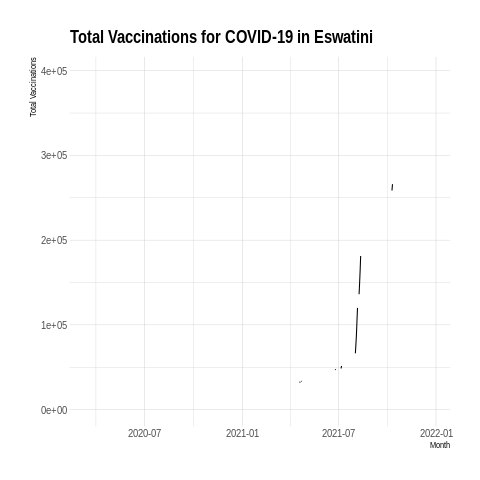 Total Vaccinations for COVID-19 in Eswatini
Total Vaccinations
4e+05
3e+05
2e+05
1e+05
0e+00
2020-07
2021-01
2021-07
2022-01
Month